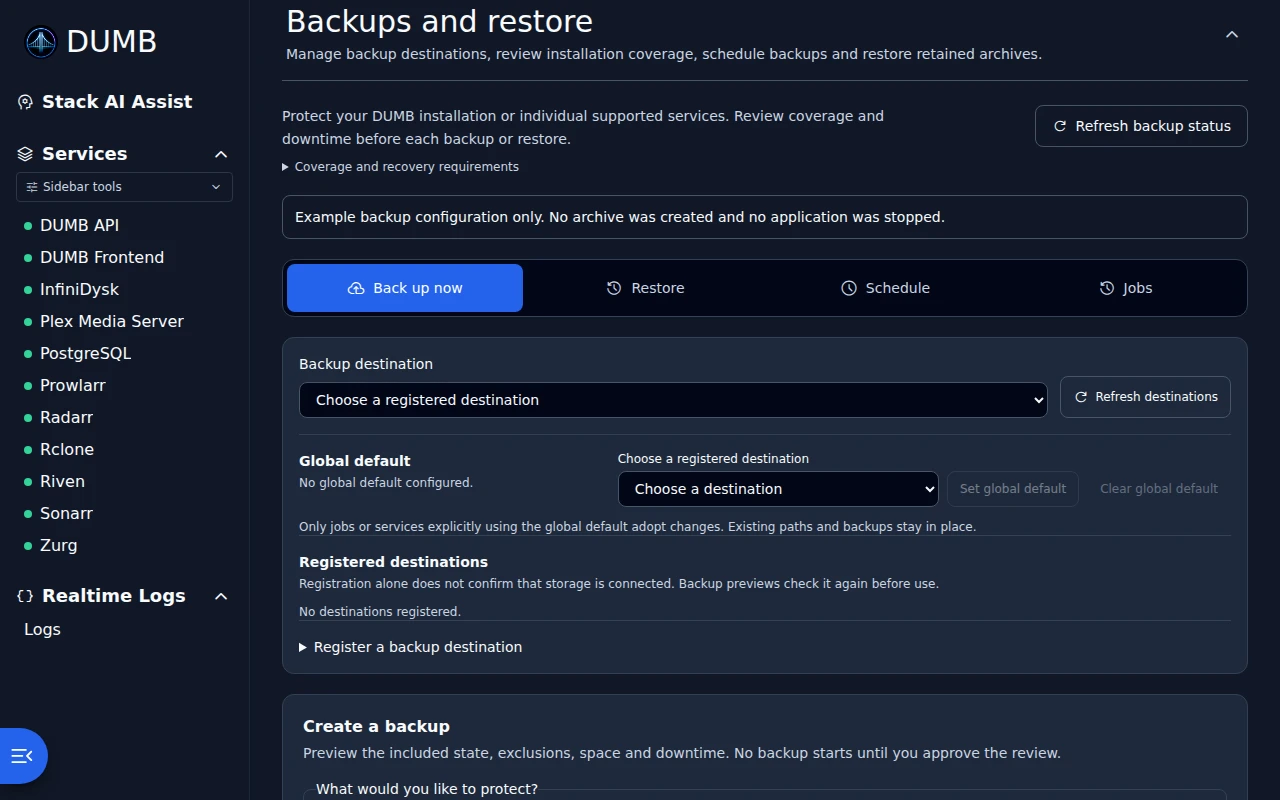 DUMB
Stack AI Assist
Services
Sidebar tools
DUMB API
DUMB Frontend
InfiniDysk
Plex Media Server
PostgreSQL
Prowlarr
Radarr
Rclone
Riven
Sonarr
Zurg
Realtime Logs
Logs
Backups and restore
Manage backup destinations, review installation coverage, schedule backups and restore retained archives.
Protect your DUMB installation or individual supported services. Review coverage and
downtime before each backup or restore.
Refresh backup status
Coverage and recovery requirements
Example backup configuration only. No archive was created and no application was stopped.
Back up now
Restore
Schedule
Jobs
Backup destination
Choose a registered destination
Refresh destinations
Global default
No global default configured.
Choose a registered destination
Choose a destination
Set global default
Clear global default
Only jobs or services explicitly using the global default adopt changes. Existing paths and backups stay in place.
Registered destinations
Registration alone does not confirm that storage is connected. Backup previews check it again before use.
No destinations registered.
Register a backup destination
Create a backup
Preview the included state, exclusions, space and downtime. No backup starts until you approve the review.
What would you like to protect?